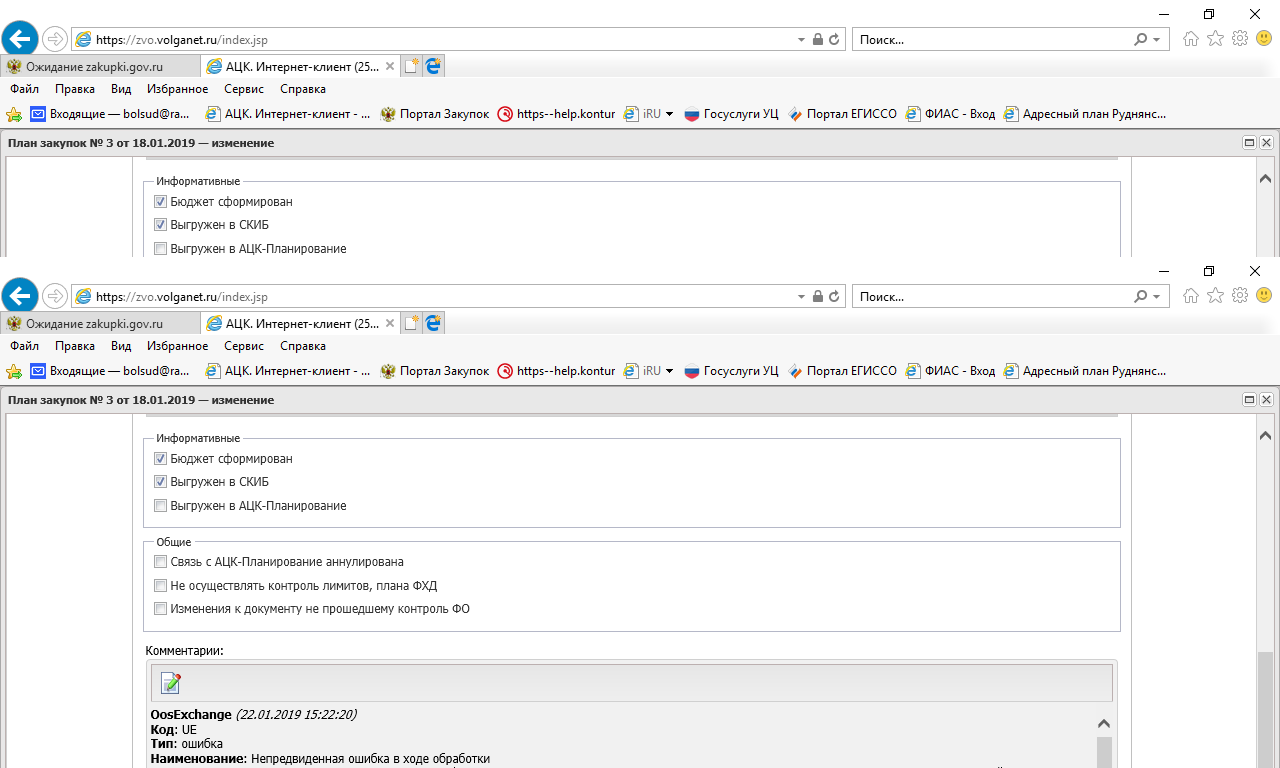 https://zvo.volganet.ru/index.jsp Поиск...
Ожидание zakupki.gov.ru АЦК. Интернет-клиент (25...
Файл Правка Вид Избранное Сервис Справка
Входящие — bolsud@ra... АЦК. Интернет-клиент - ... Портал Закупок https--help.kontur iRU Госуслуги УЦ Портал ЕГИССО ФИАС - Вход Адресный план Руднянс...
План закупок № 3 от 18.01.2019 — изменение
Информативные
Бюджет сформирован
Выгружен в СКИБ
Выгружен в АЦК-Планирование
https://zvo.volganet.ru/index.jsp Поиск...
Ожидание zakupki.gov.ru АЦК. Интернет-клиент (25...
Файл Правка Вид Избранное Сервис Справка
Входящие — bolsud@ra... АЦК. Интернет-клиент - ... Портал Закупок https--help.kontur iRU Госуслуги УЦ Портал ЕГИССО ФИАС - Вход Адресный план Руднянс...
План закупок № 3 от 18.01.2019 — изменение
Информативные
Бюджет сформирован
Выгружен в СКИБ
Выгружен в АЦК-Планирование
Общие
Связь с АЦК-Планирование аннулирована
Не осуществлять контроль лимитов, плана ФХД
Изменения к документу не прошедшему контроль ФО
Комментарии:
OosExchange (22.01.2019 15:22:20)
Код: UE
Тип: ошибка
Наименование: Непредвиденная ошибка в ходе обработки